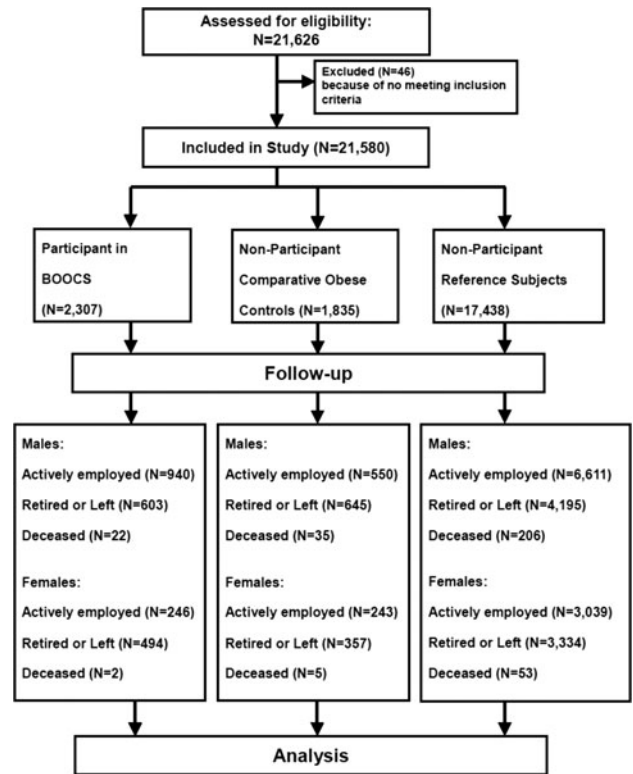 Assessed for eligibility:
N=21,626
Excluded (N=46)
because of no meeting inclusion
criteria
Included in Study (N=21,580)
Participant in
BOOCS
(N=2,307)
Non-Participant
Comparative Obese
Controls (N=1,835)
Non-Participant
Reference Subjects
(N=17,438)
Follow-up
Males:
Actively employed (N=940)
Retired or Left (N=603)
Deceased (N=22)
Females:
Actively employed (N=246)
Retired or Left (N=494)
Deceased (N=2)
Males:
Actively employed (N=550)
Retired or Left (N=645)
Deceased (N=35)
Females:
Actively employed (N=243)
Retired or Left (N=357)
Deceased (N=5)
Males:
Actively employed (N=6,611)
Retired or Left (N=4,195)
Deceased (N=206)
Females:
Actively employed (N=3,039)
Retired or Left (N=3,334)
Deceased (N=53)
Analysis